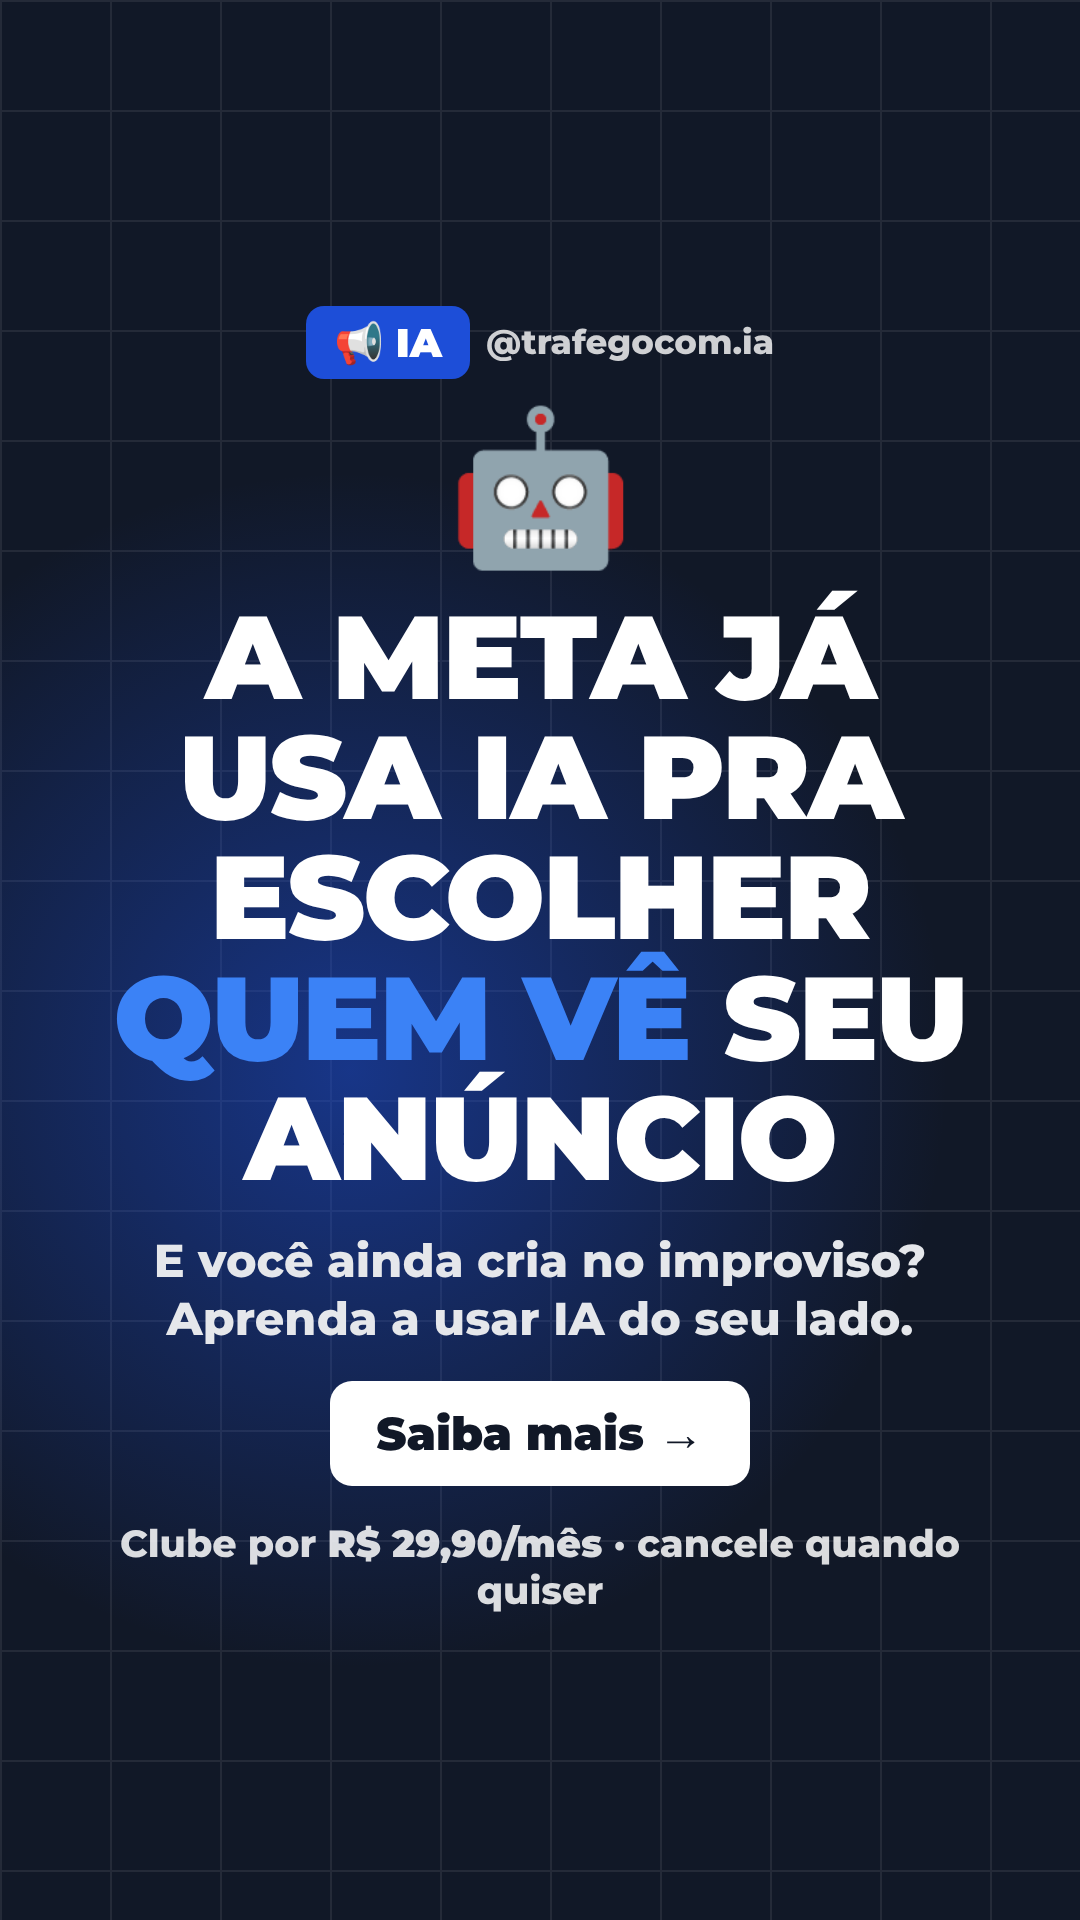 📢 IA @trafegocom.ia
A META JÁ
USA IA PRA
ESCOLHER
QUEM VÊ SEU
ANÚNCIO
E você ainda cria no improviso?
Aprenda a usar IA do seu lado.
Saiba mais →
Clube por R$ 29,90/mês · cancele quando
quiser